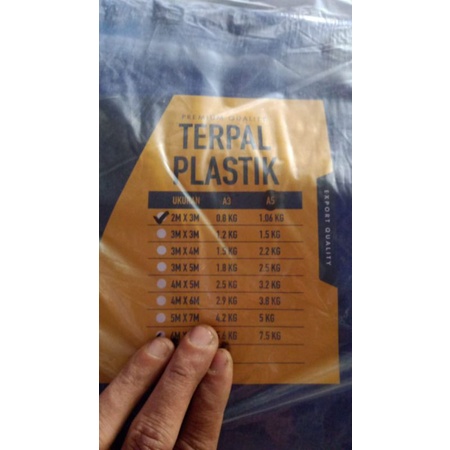 PREMIUM QUALITY
TERPAL
PLASTIK
UKURAN A3 A5
2M X 3M 0.8 KG 1.06 KG
3M X 3M 1.2 KG 1.5 KG
3M X 4M 1.5 KG 2.2 KG
3M X 5M 1.8 KG 2.5 KG
4M X 5M 2.5 KG 3.2 KG
4M X 6M 2.9 KG 3.8 KG
5M X 7M 4.2 KG 5 KG
KG 7.5 KG
EXPORT QUALITY